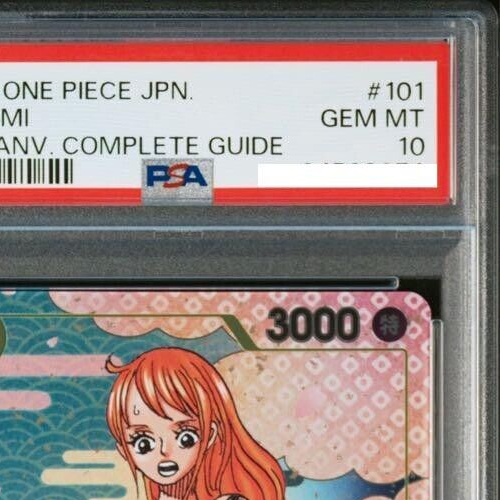 ONE PIECE JPN. #101
MI GEM MT
ANV. COMPLETE GUIDE 10
PSA
3000 特